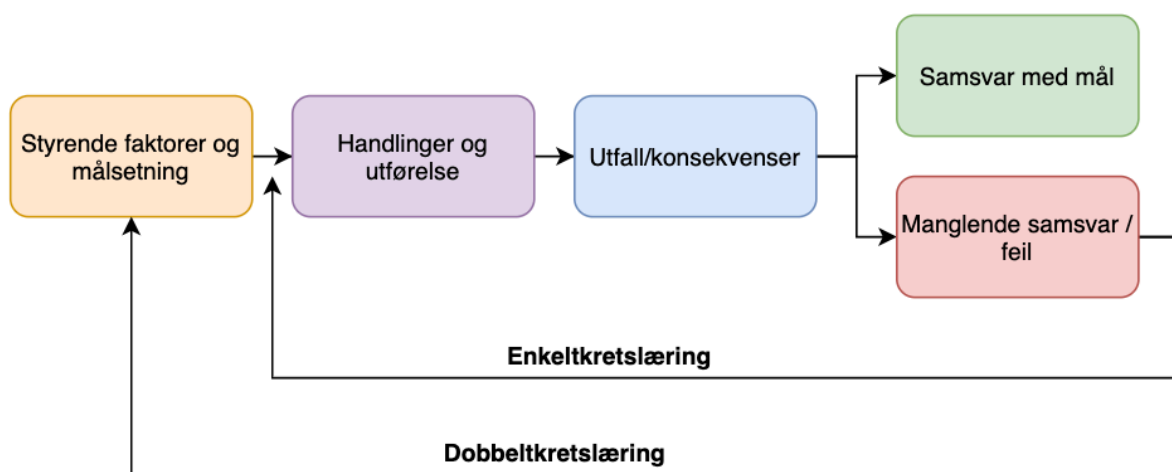 Styrende faktorer og
målsetning
Handlinger og
utførelse
Utfall/konsekvenser
Samsvar med mål
Manglende samsvar /
feil
Enkeltkretslæring
Dobbeltkretslæring